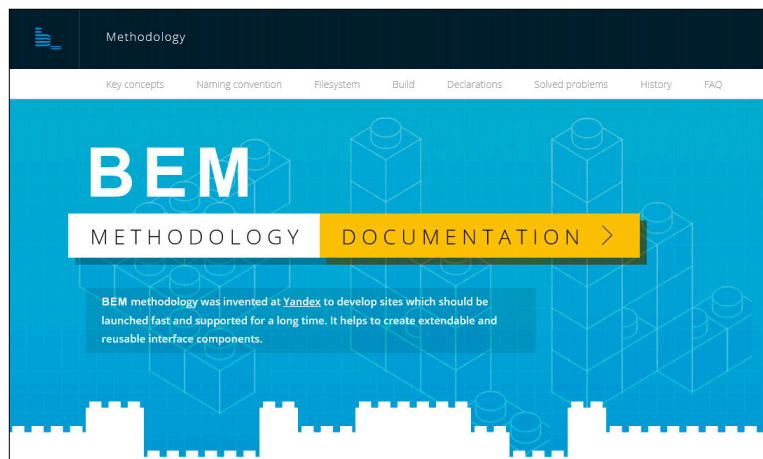 b_
Methodology
Key concepts Naming convention Filesystem Build Declarations Solved problems History FAQ
BEM
METHODOLOGY DOCUMENTATION >
BEM methodology was invented at Yandex to develop sites which should be
launched fast and supported for a long time. It helps to create extendable and
reusable interface components.